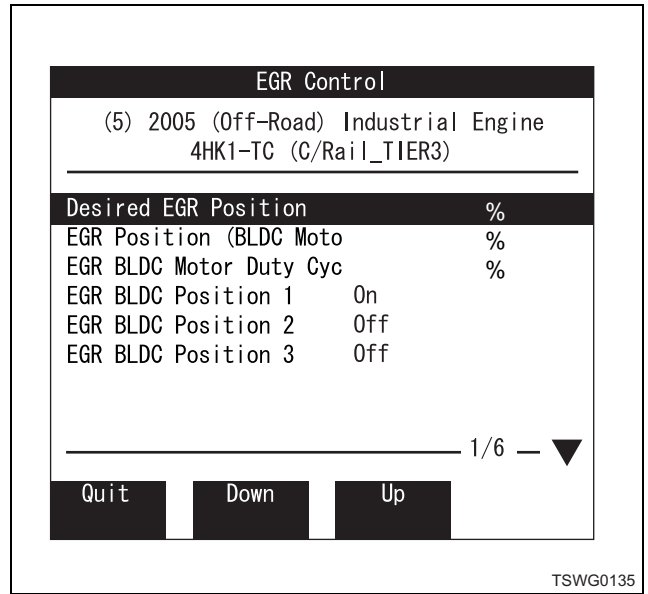 EGR Control
(5) 2005 (Off-Road) Industrial Engine
4HK1-TC (C/Rail_TIER3)
Desired EGR Position %
EGR Position (BLDC Moto %
EGR BLDC Motor Duty Cyc %
EGR BLDC Position 1 On
EGR BLDC Position 2 Off
EGR BLDC Position 3 Off
1/6
Quit Down Up
TSWG0135